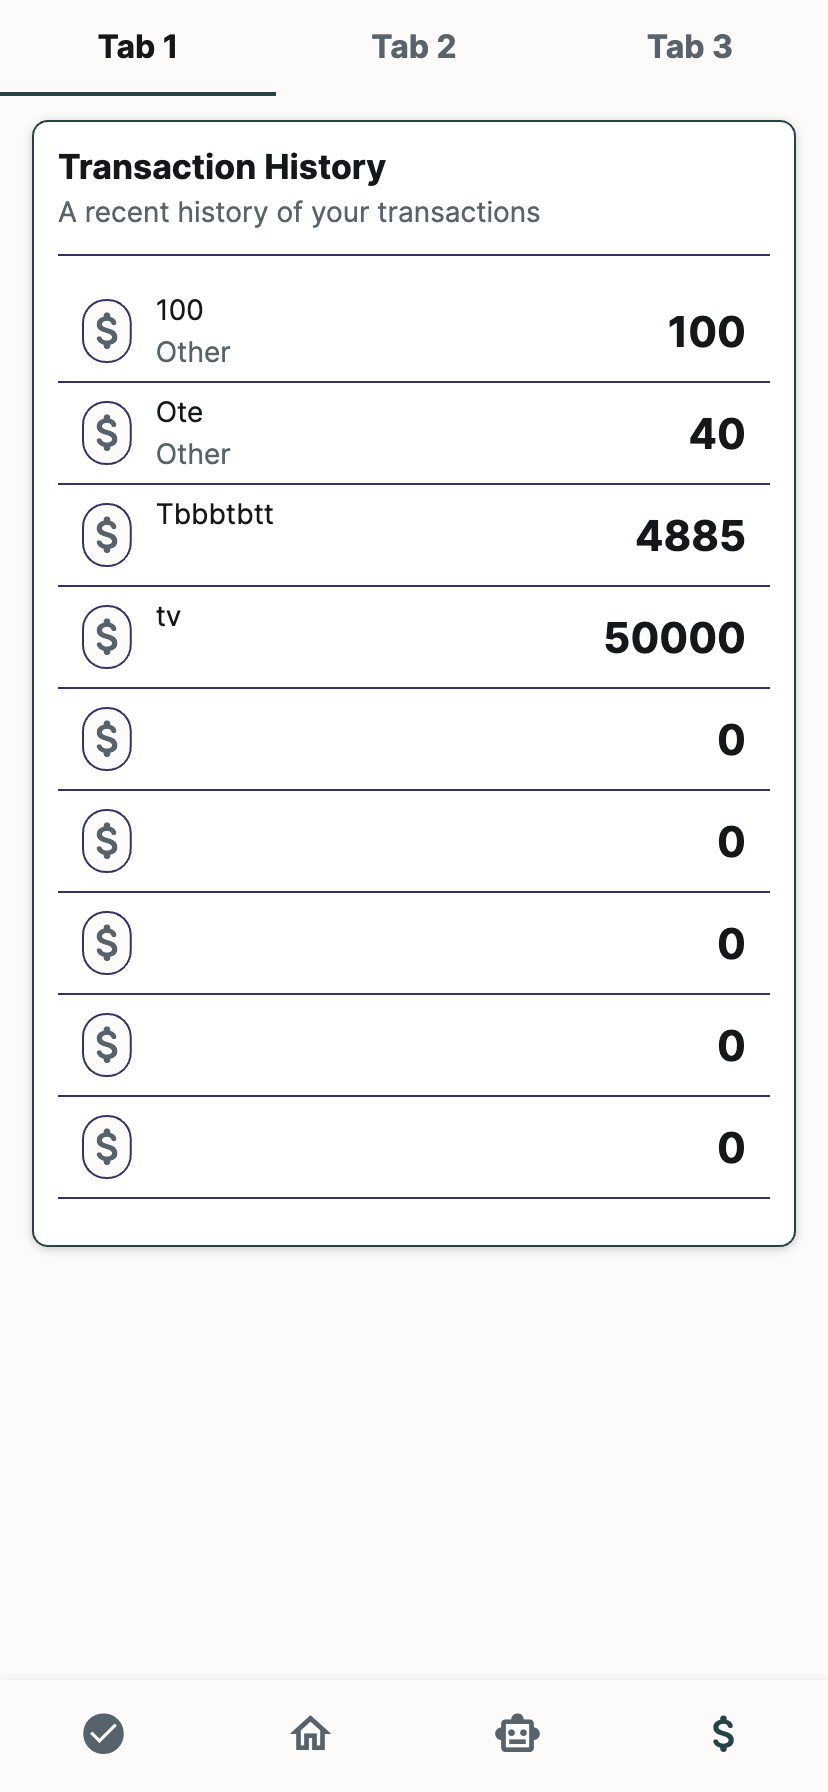 Tab 1 Tab 2 Tab 3
Transaction History
A recent history of your transactions
$ 100 100
Other
$ Ote 40
Other
$ Tbbbtbtt 4885
$ tv 50000
$ 0
$ 0
$ 0
$ 0
$ 0
$